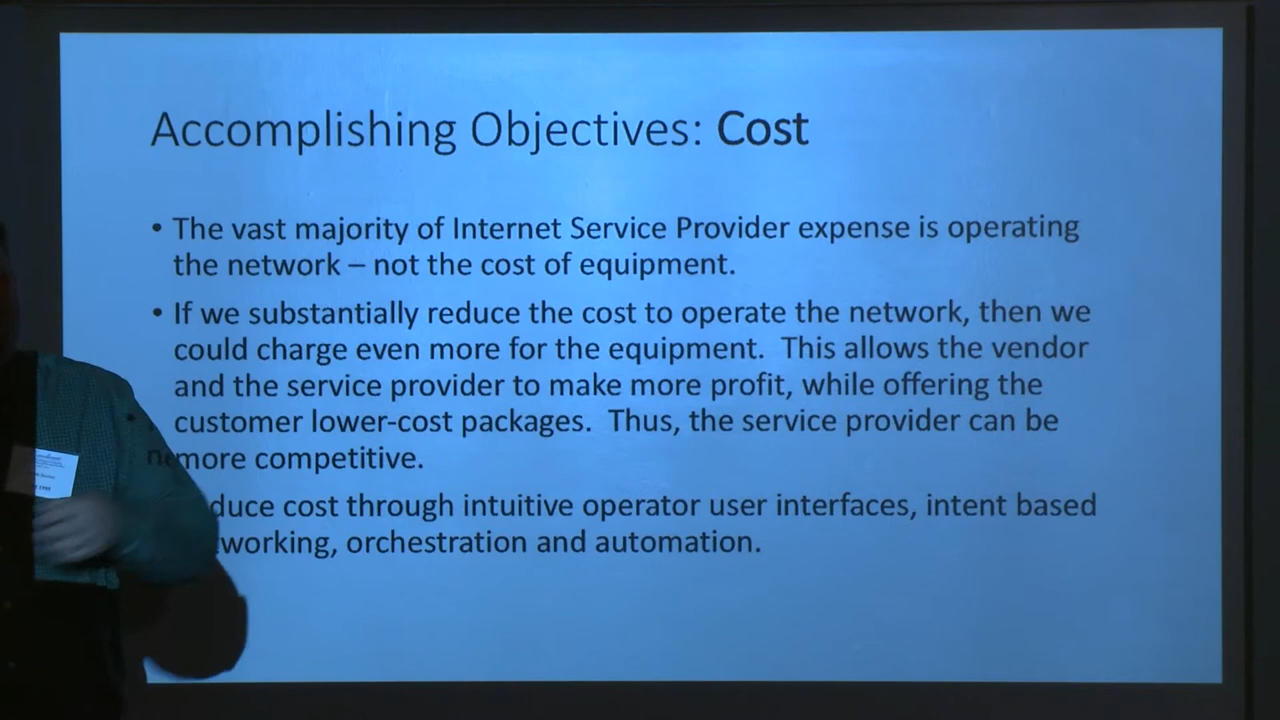 Accomplishing Objectives: Cost
• The vast majority of Internet Service Provider expense is operating
the network – not the cost of equipment.
• If we substantially reduce the cost to operate the network, then we
could charge even more for the equipment.  This allows the vendor
and the service provider to make more profit, while offering the
customer lower-cost packages.  Thus, the service provider can be
more competitive.
duce cost through intuitive operator user interfaces, intent based
working, orchestration and automation.